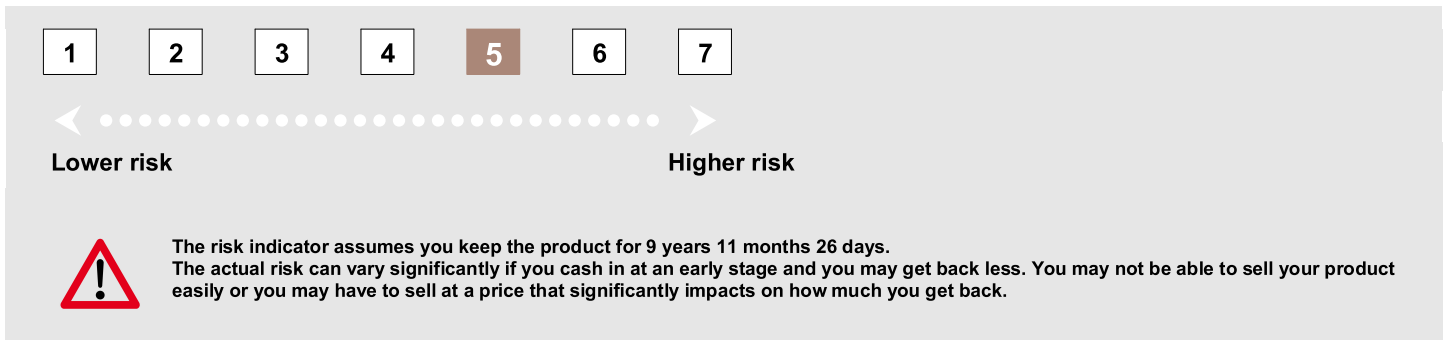 1 2 3 4 5 6 7
Lower risk Higher risk
The risk indicator assumes you keep the product for 9 years 11 months 26 days.
The actual risk can vary significantly if you cash in at an early stage and you may get back less. You may not be able to sell your product
easily or you may have to sell at a price that significantly impacts on how much you get back.